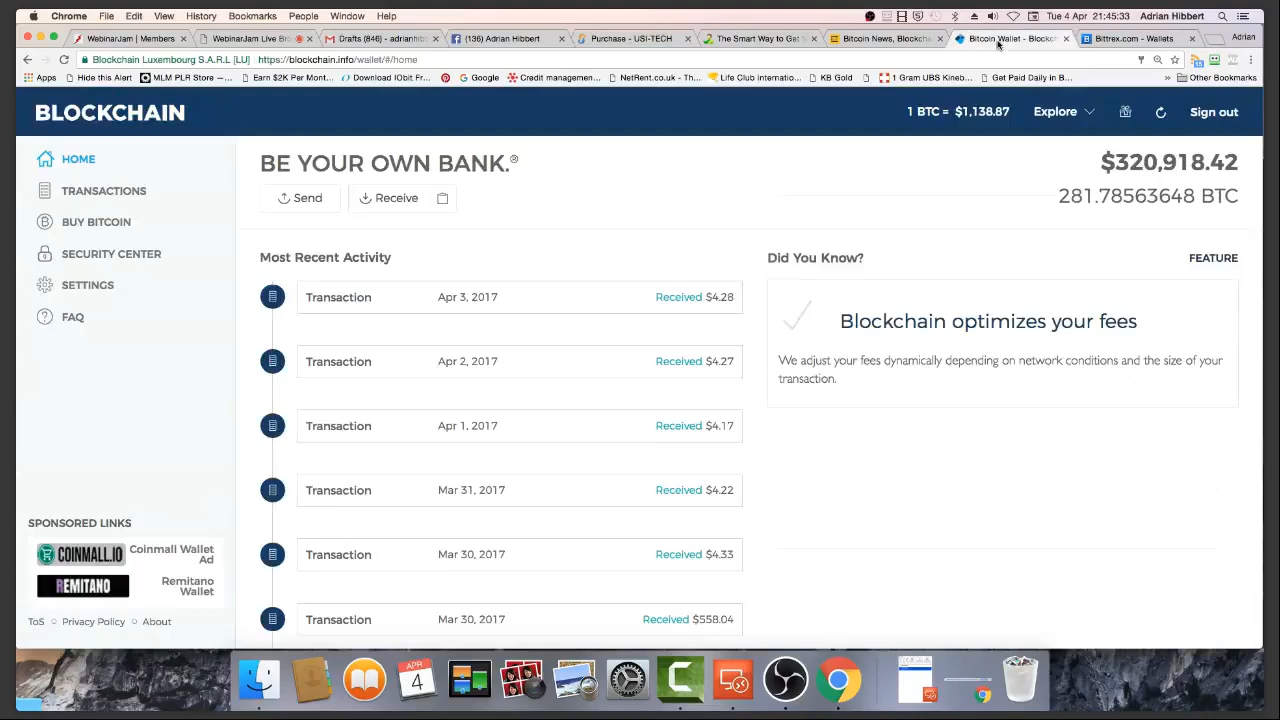 Chrome File Edit View History Bookmarks People Window Help Tue 4 Apr 21:45:33 Adrian Hibbert
WebinarJam | Members WebinarJam Live Bro Drafts (846) - adrianhib (136) Adrian Hibbert Purchase - USI-TECH The Smart Way to Get Bitcoin News, Blockcha Bitcoin Wallet - Blockch Bittrex.com - Wallets Adrian
Blockchain Luxembourg S.A.R.L [LU] https://blockchain.info/wallet/#/home
Apps Hide this Alert MLM PLR Store — Earn $2K Per Mont... Download IObit Fr... Google force managemen... NetRent.co.uk - Th... Life Club internatio... KB Gold 1 Gram UBS Kineb... Get Paid Daily in B... » Other Bookmarks
BLOCKCHAIN 1 BTC = $1,138.87 Explore Sign out
HOME
TRANSACTIONS
BUY BITCOIN
SECURITY CENTER
SETTINGS
FAQ
BE YOUR OWN BANK.®
Send Receive
$320,918.42
281.78563648 BTC
Most Recent Activity
Transaction Apr 3, 2017 Received $4.28
Transaction Apr 2, 2017 Received $4.27
Transaction Apr 1, 2017 Received $4.17
Transaction Mar 31, 2017 Received $4.22
Transaction Mar 30, 2017 Received $4.33
Transaction Mar 30, 2017 Received $558.04
Did You Know? FEATURE
Blockchain optimizes your fees
We adjust your fees dynamically depending on network conditions and the size of your
transaction.
SPONSORED LINKS
COINMALL.IO Coinmall Wallet
Ad
REMITANO Remitano
Wallet
ToS Privacy Policy About
APR
4